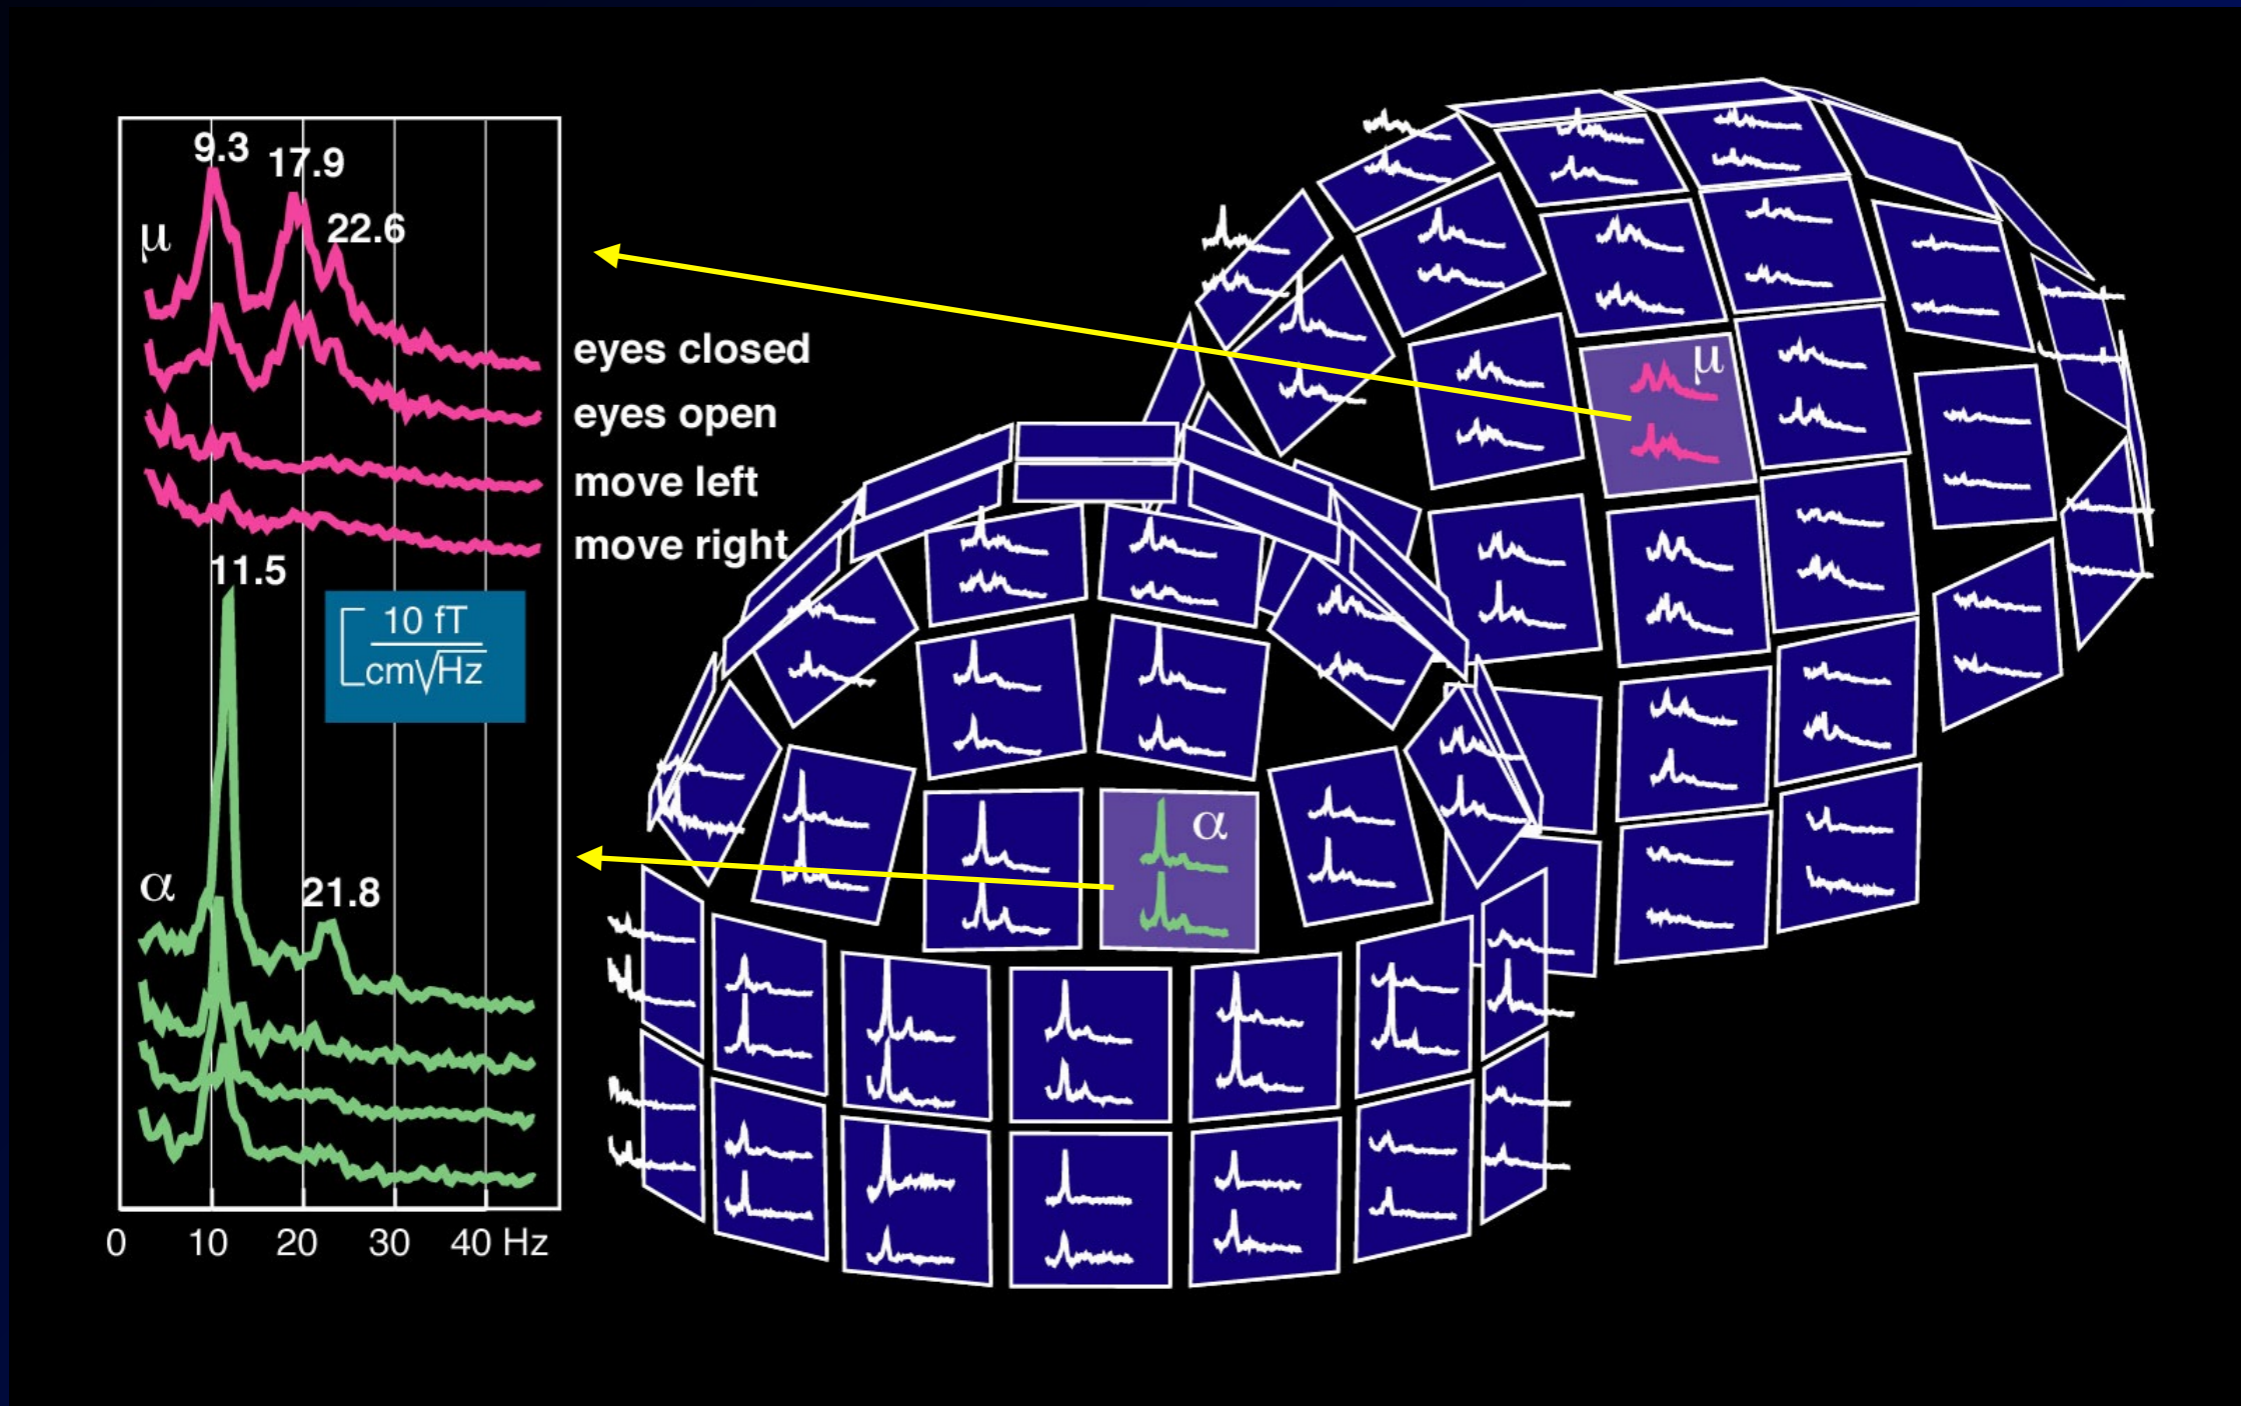 9.3
17.9
22.6
μ
eyes closed
eyes open
move left
move right
11.5
10 fT
cm√Hz
α
21.8
0 10 20 30 40 Hz
μ
α